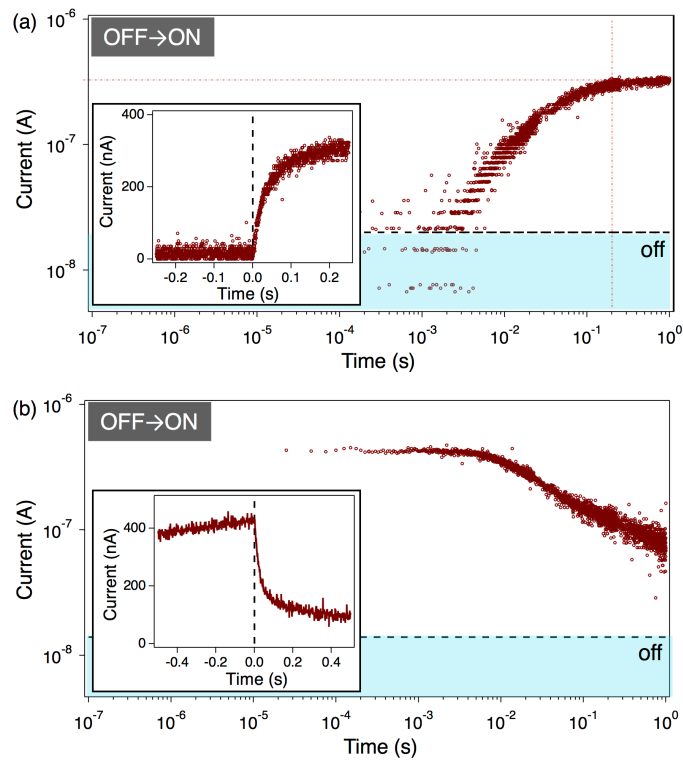 (a)
OFF→ON
Current (A)
10⁻⁶
10⁻⁷
10⁻⁸
off
Current (nA)
400
200
0
-0.2 -0.1 0.0 0.1 0.2
Time (s)
10⁻⁷ 10⁻⁶ 10⁻⁵ 10⁻⁴ 10⁻³ 10⁻² 10⁻¹ 10⁰
Time (s)
(b)
OFF→ON
Current (A)
10⁻⁶
10⁻⁷
10⁻⁸
off
Current (nA)
400
200
0
-0.4 -0.2 0.0 0.2 0.4
Time (s)
10⁻⁷ 10⁻⁶ 10⁻⁵ 10⁻⁴ 10⁻³ 10⁻² 10⁻¹ 10⁰
Time (s)